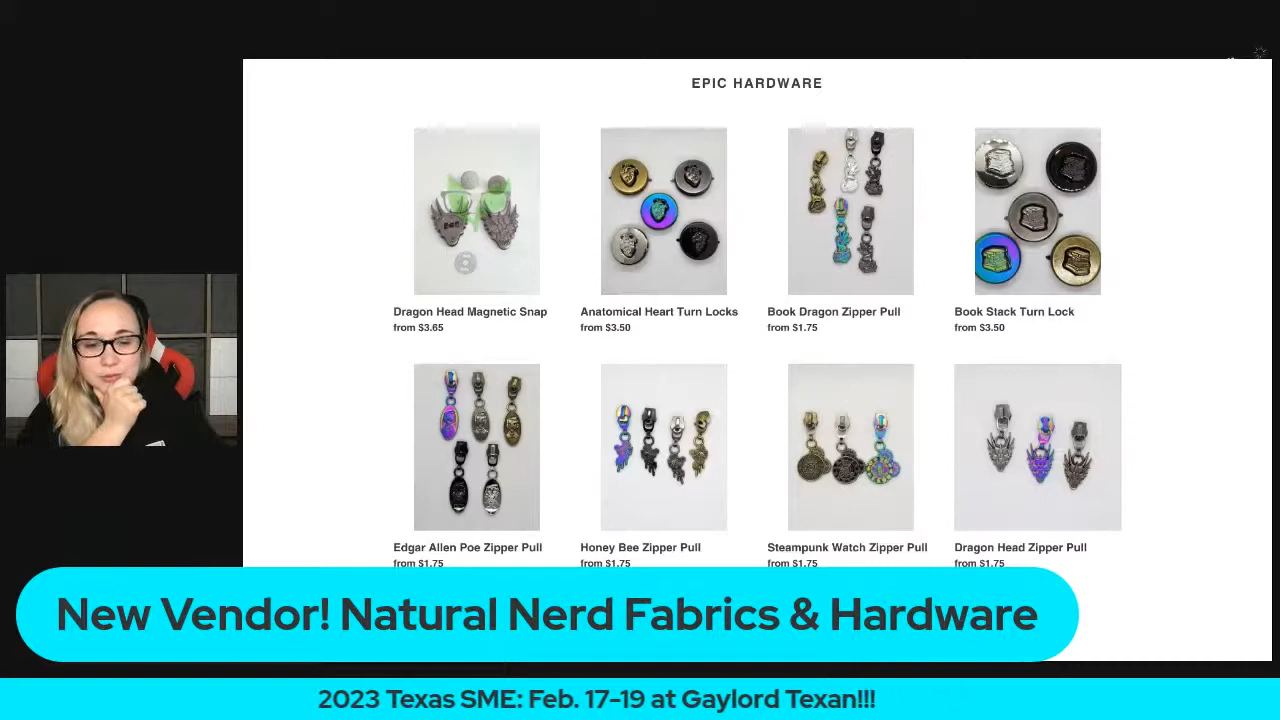 EPIC HARDWARE
Dragon Head Magnetic Snap
from $3.65
Anatomical Heart Turn Locks
from $3.50
Book Dragon Zipper Pull
from $1.75
Book Stack Turn Lock
from $3.50
Edgar Allen Poe Zipper Pull
from $1.75
Honey Bee Zipper Pull
from $1.75
Steampunk Watch Zipper Pull
from $1.75
Dragon Head Zipper Pull
from $1.75
New Vendor! Natural Nerd Fabrics & Hardware
2023 Texas SME: Feb. 17-19 at Gaylord Texan!!!